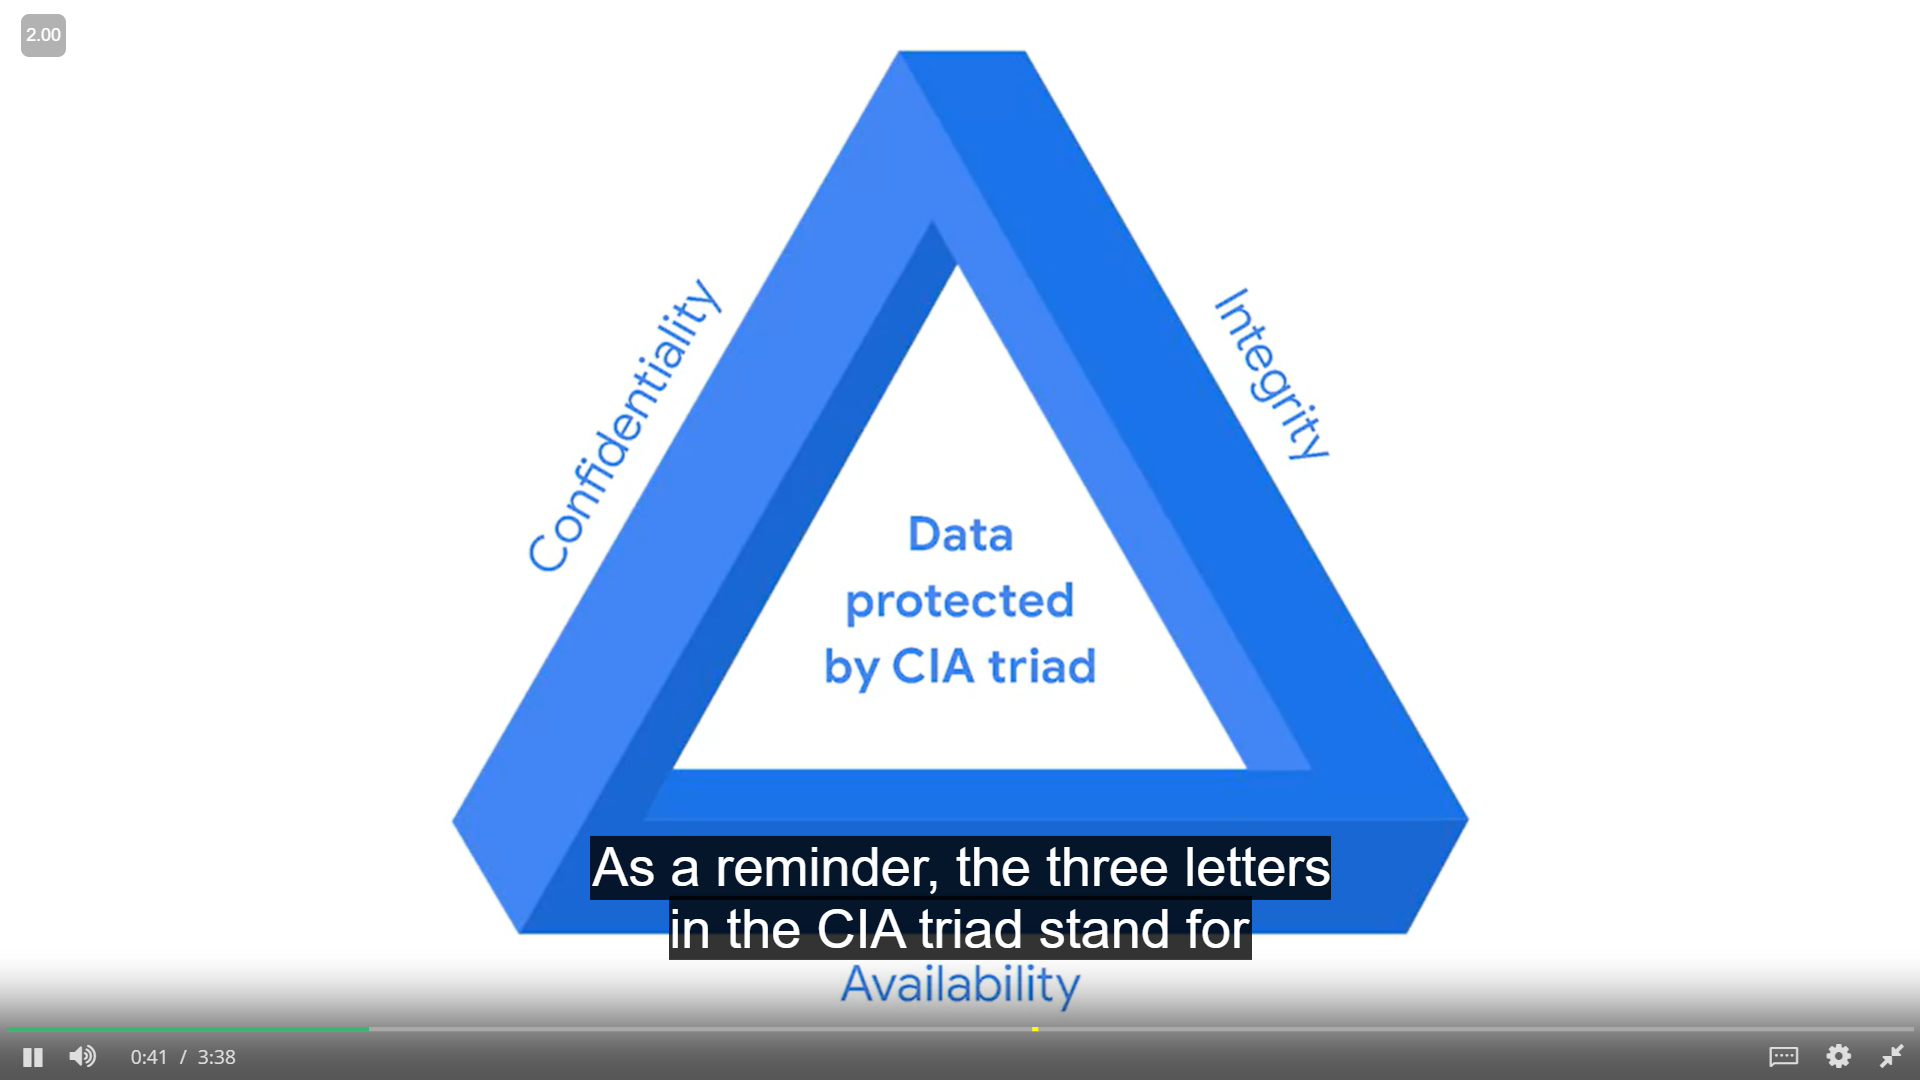 2.00
Confidentiality
Integrity
Data
protected
by CIA triad
As a reminder, the three letters
in the CIA triad stand for
Availability
0:41 / 3:38